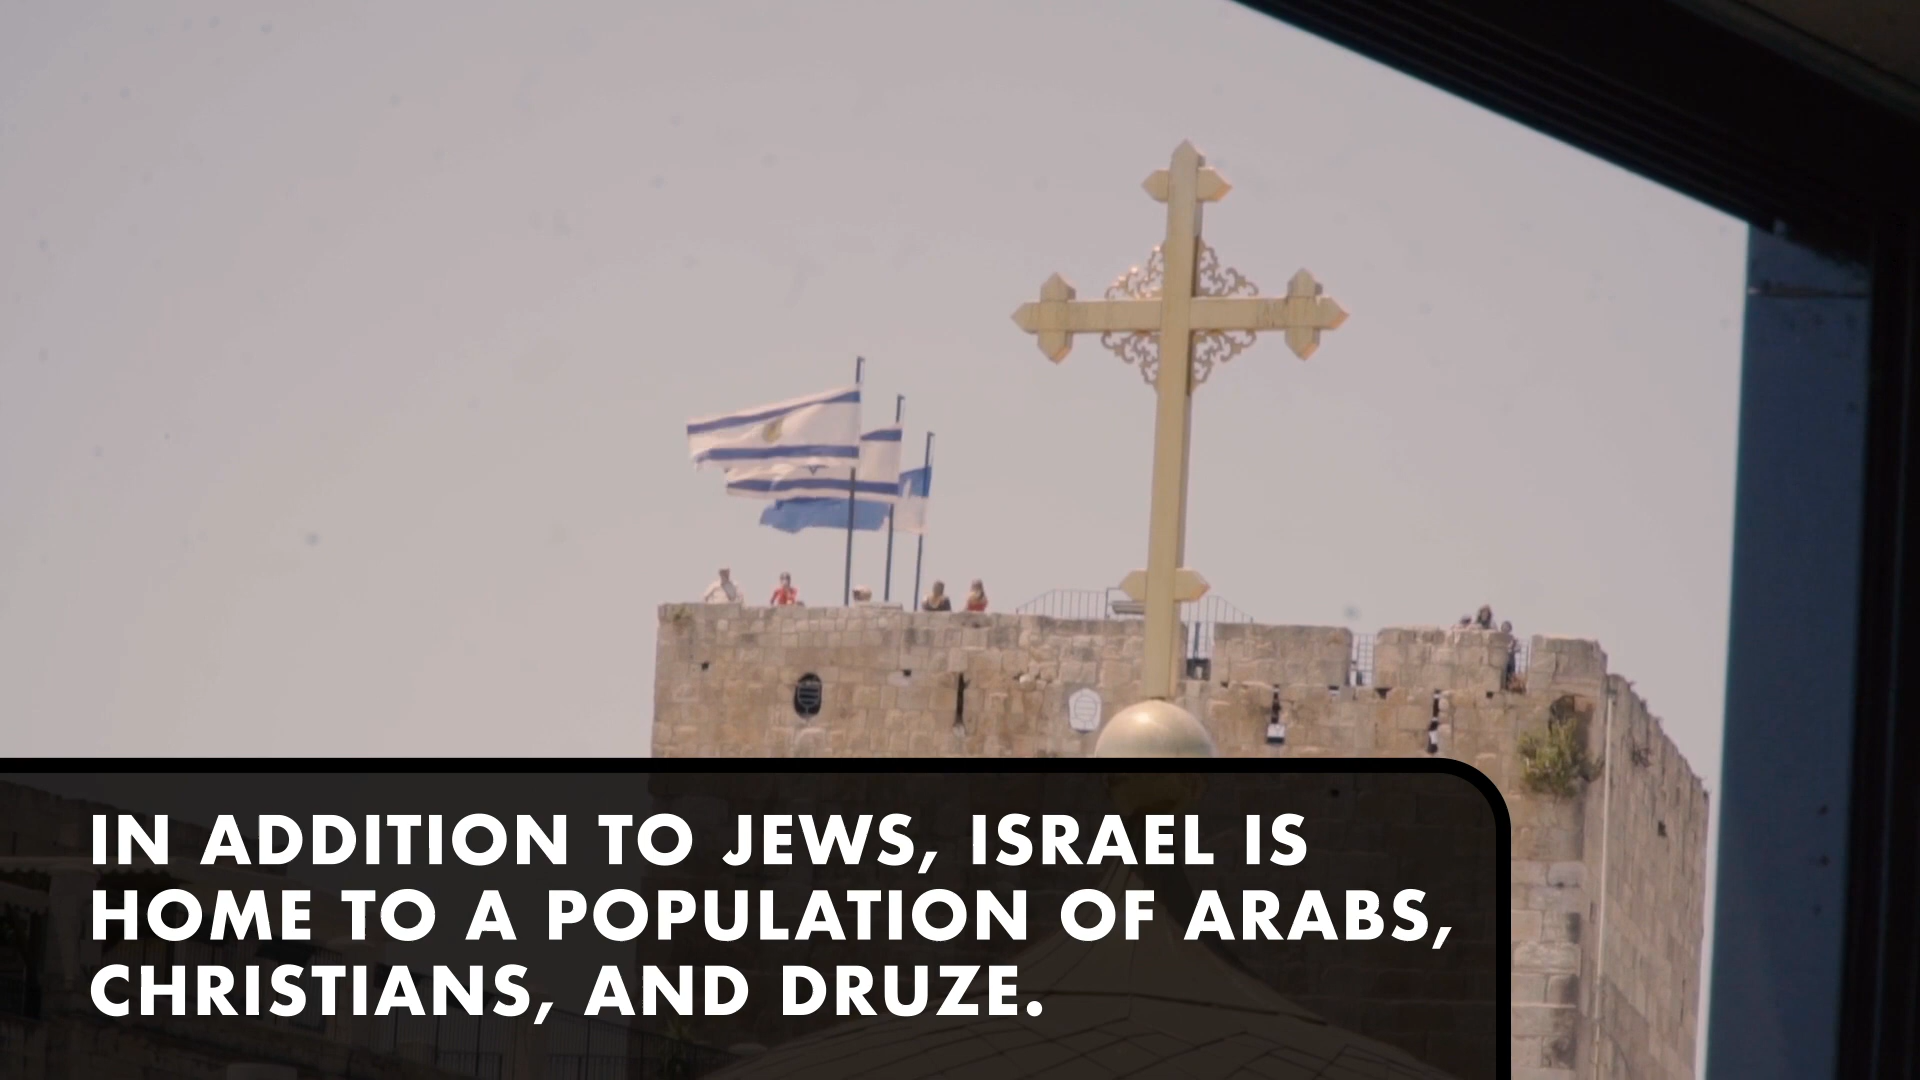 IN ADDITION TO JEWS, ISRAEL IS
HOME TO A POPULATION OF ARABS,
CHRISTIANS, AND DRUZE.